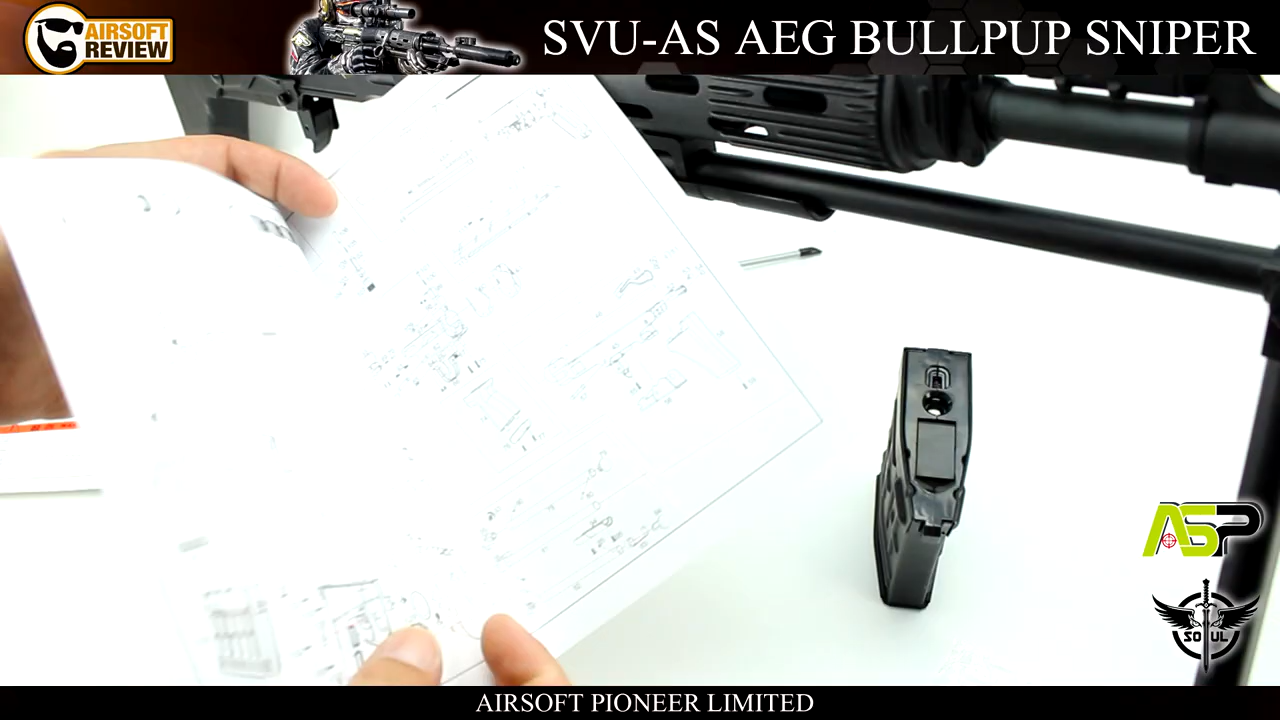 AIRSOFT
REVIEW
SVU-AS AEG BULLPUP SNIPER
ASP
SOUL
AIRSOFT PIONEER LIMITED